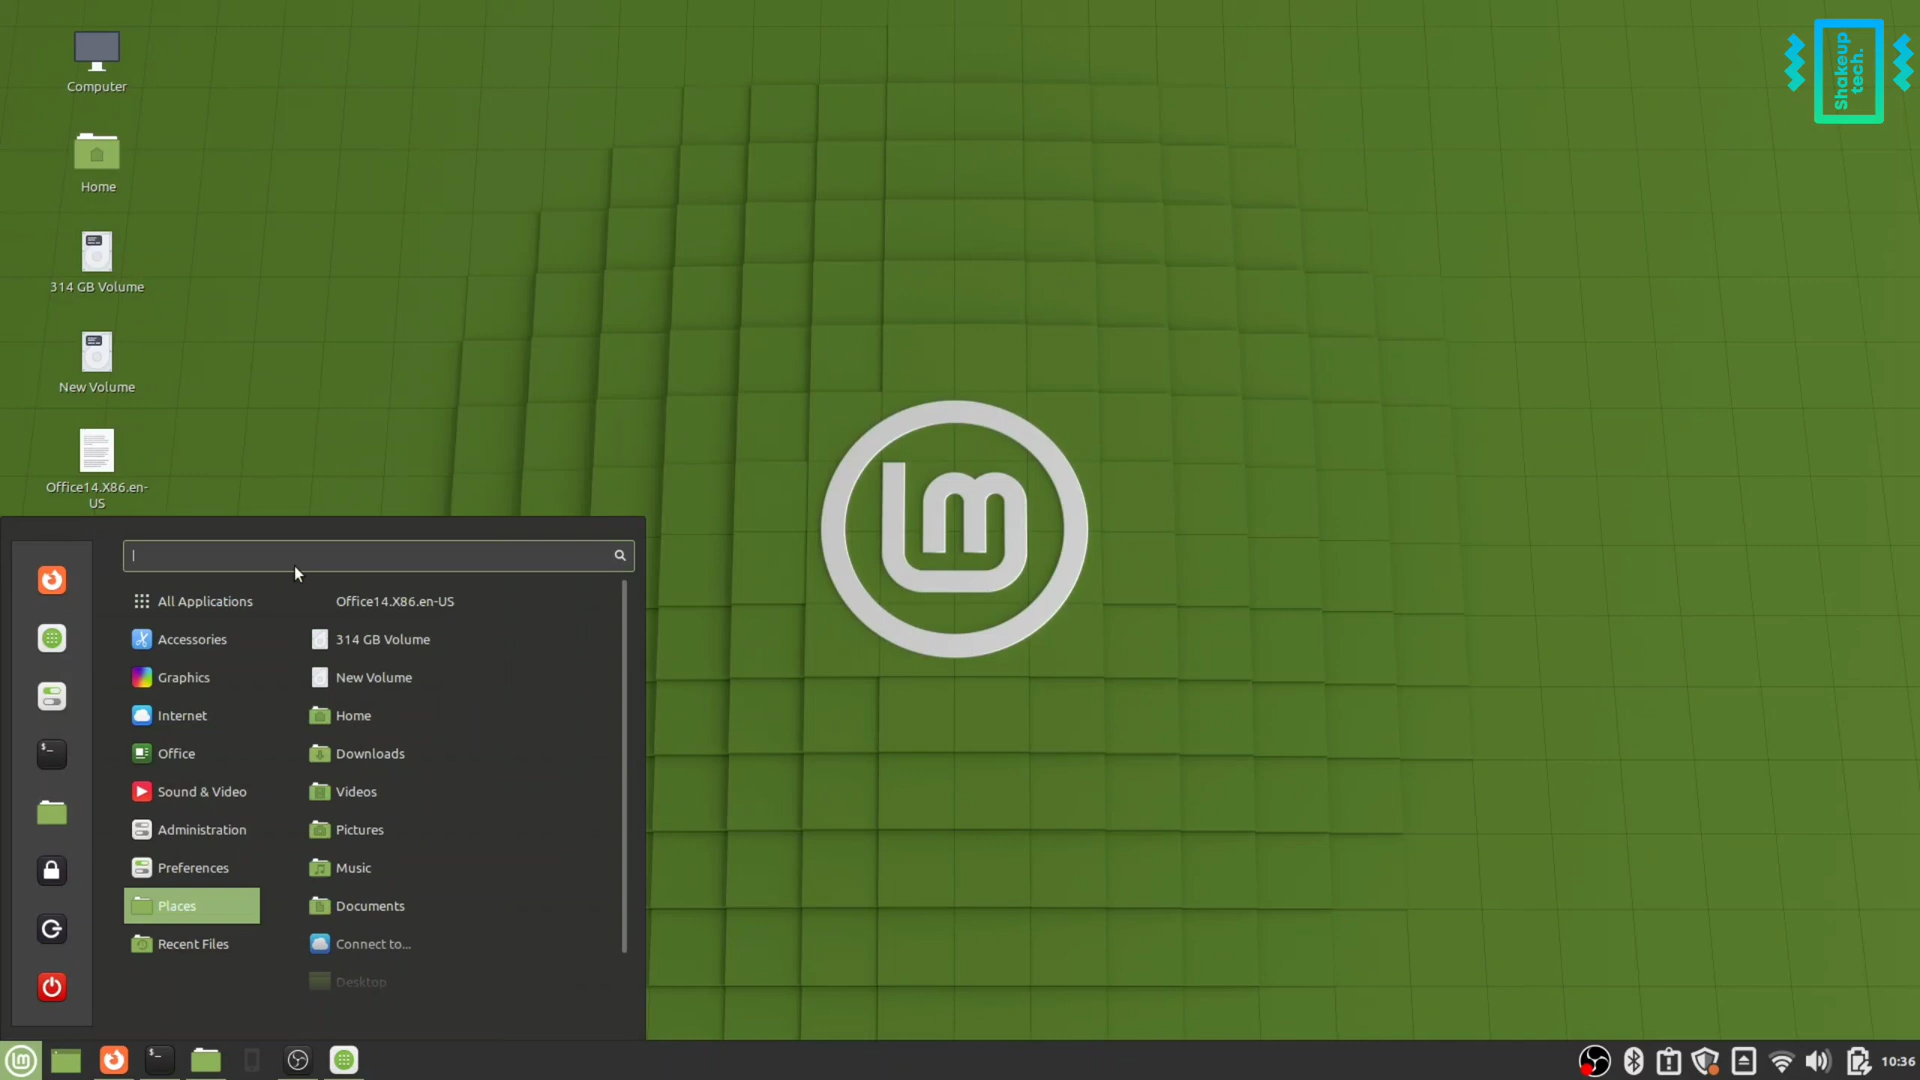 Computer
Shakeup
tech.
Home
314 GB Volume
New Volume
Office14.X86.en-
US
lm
All Applications
Accessories
Graphics
Internet
Office
Sound & Video
Administration
Preferences
Places
Recent Files
Office14.X86.en-US
314 GB Volume
New Volume
Home
Downloads
Videos
Pictures
Music
Documents
Connect to...
Desktop
10:36